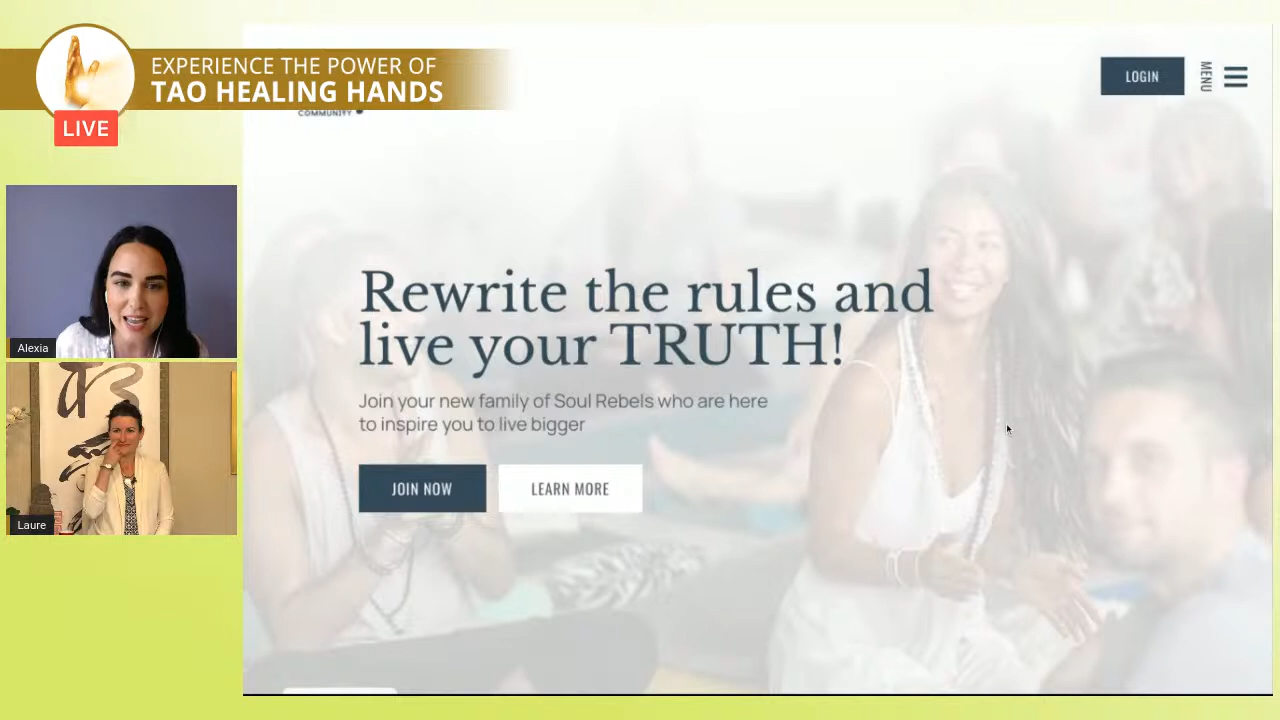 EXPERIENCE THE POWER OF
TAO HEALING HANDS
LIVE
COMMUNITY
LOGIN
MENU
Alexia
Laure
Rewrite the rules and
live your TRUTH!
Join your new family of Soul Rebels who are here
to inspire you to live bigger
JOIN NOW
LEARN MORE